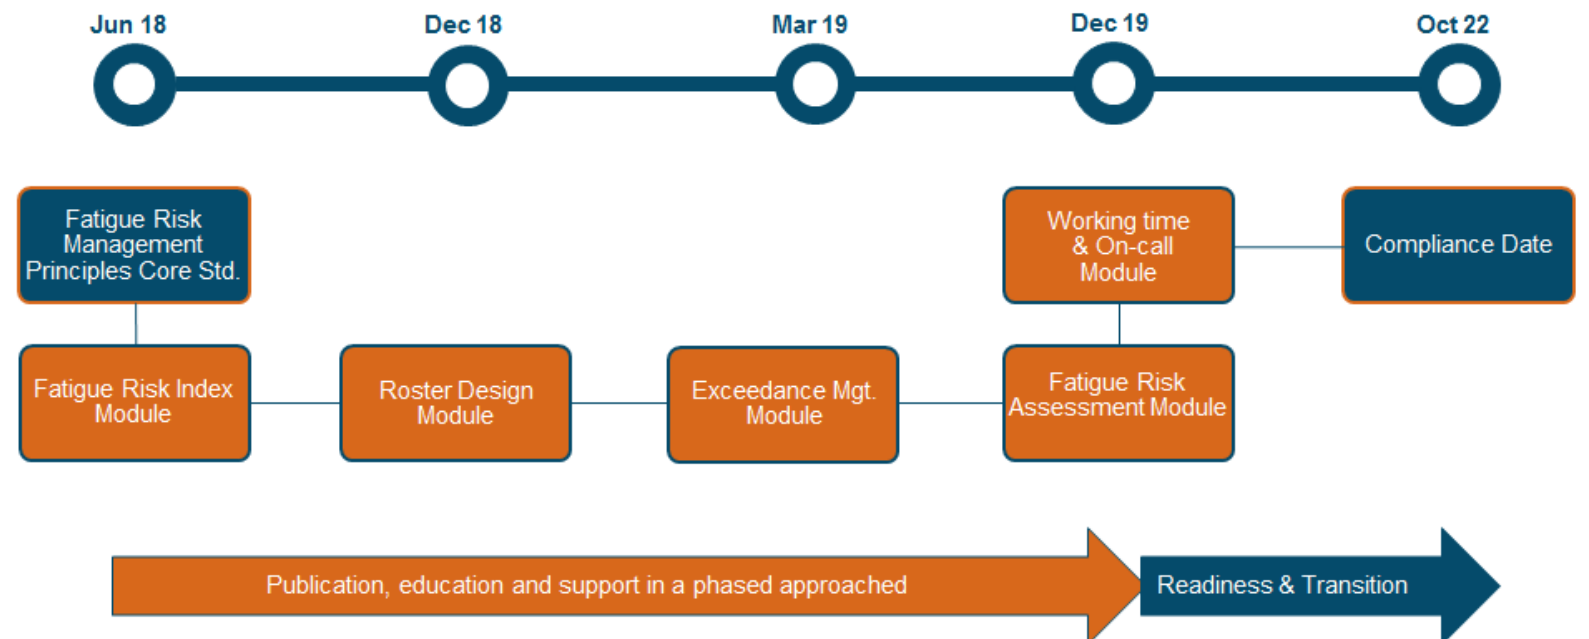 Jun 18
Dec 18
Mar 19
Dec 19
Oct 22
Fatigue Risk
Management
Principles Core Std.
Working time
& On-call
Module
Compliance Date
Fatigue Risk Index
Module
Roster Design
Module
Exceedance Mgt.
Module
Fatigue Risk
Assessment Module
Publication, education and support in a phased approached
Readiness & Transition